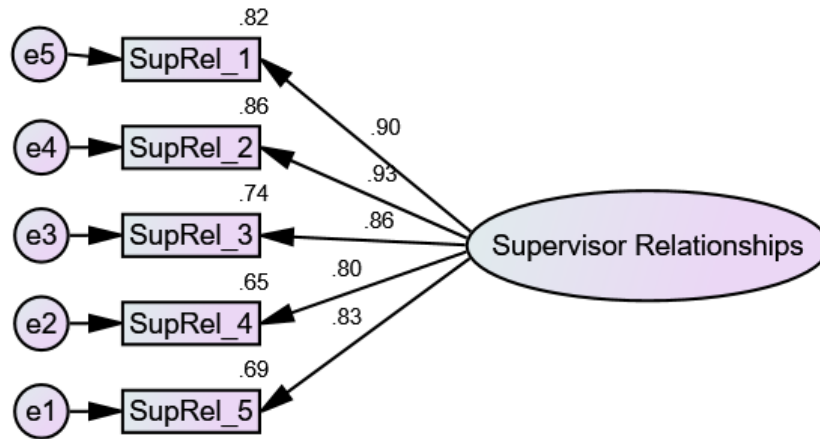 .82
e5 SupRel_1
.90
.86
e4 SupRel_2
.93
.74
e3 SupRel_3
.86
Supervisor Relationships
.80
.65
e2 SupRel_4
.83
.69
e1 SupRel_5